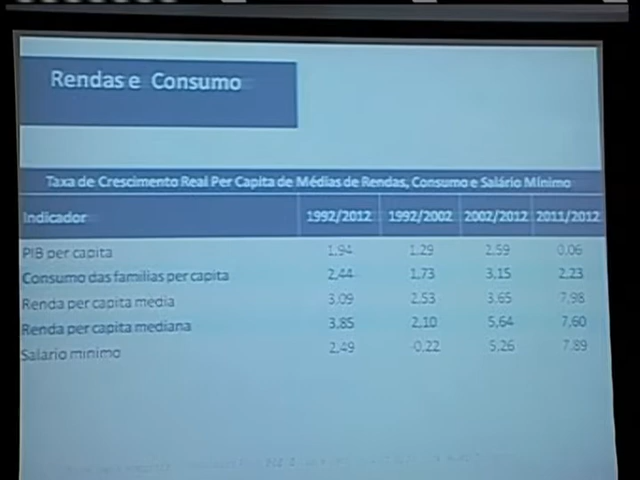 Rendas e Consumo
Taxa de Crescimento Real Per Capita de Médias de Rendas, Consumo e Salário Mínimo
Indicador 1992/2012 1992/2002 2002/2012 2011/2012
PIB per capita 1,94 1,29 2,59 0,06
Consumo das familias per capita 2,44 1,73 3,15 2,23
Renda per capita média 3,09 2,53 3,65 7,98
Renda per capita mediana 3,85 2,10 5,64 7,60
Salário mínimo 2,49 -0,22 5,26 7,89